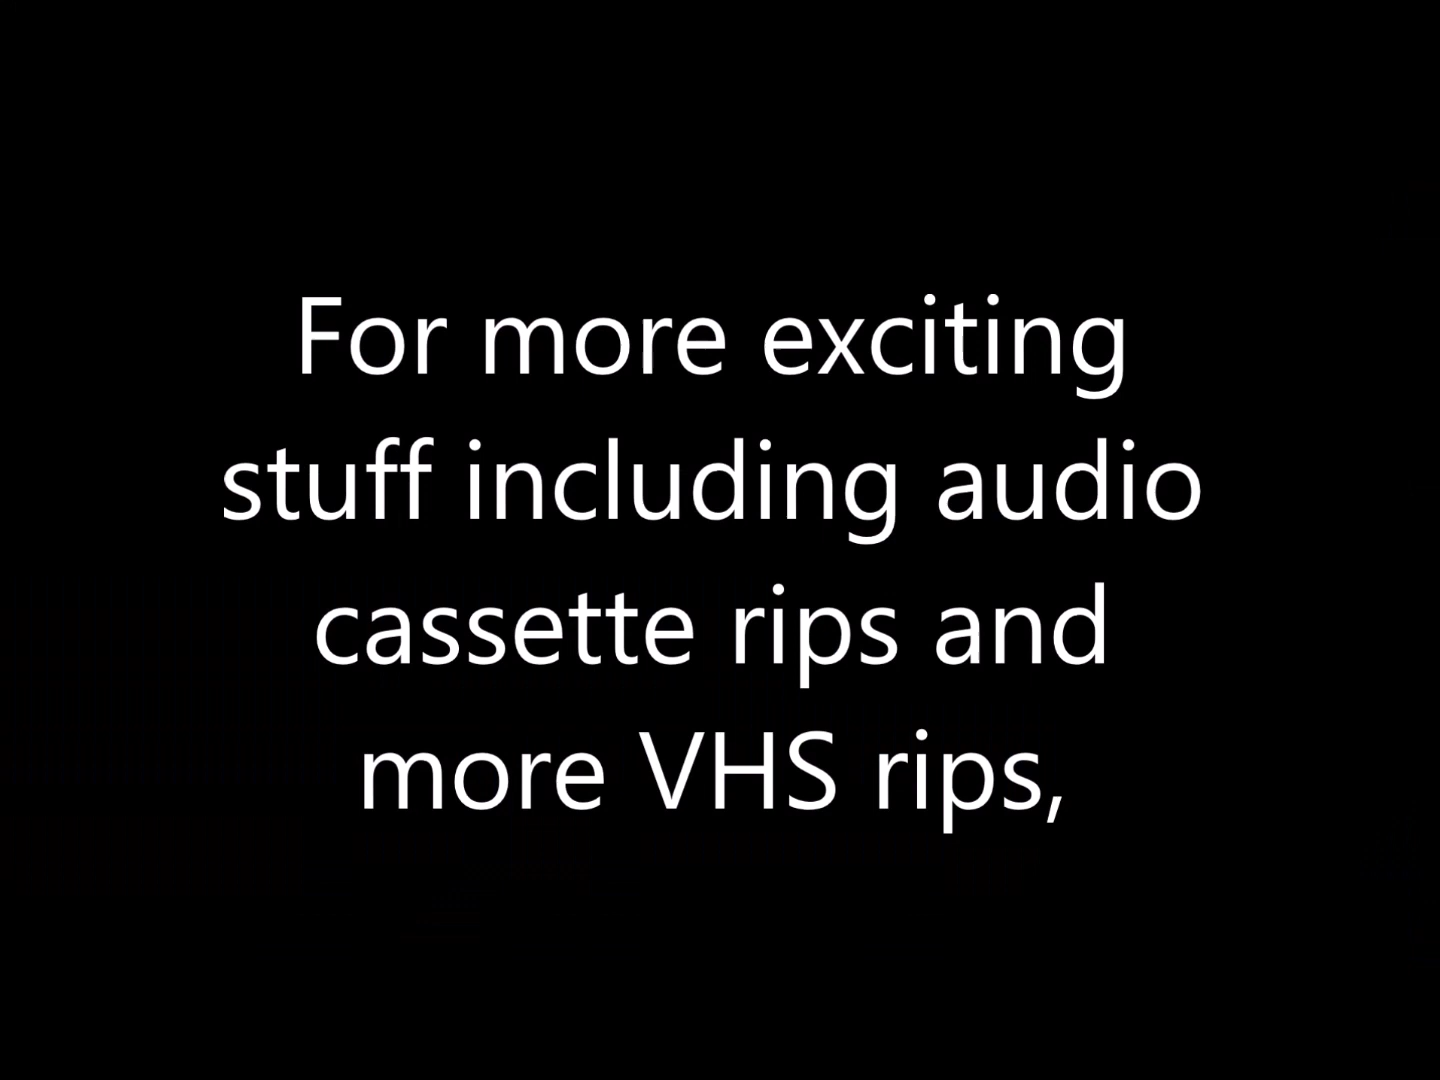 For more exciting
stuff including audio
cassette rips and
more VHS rips,